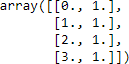 array([[0., 1.],
       [1., 1.],
       [2., 1.],
       [3., 1.]])